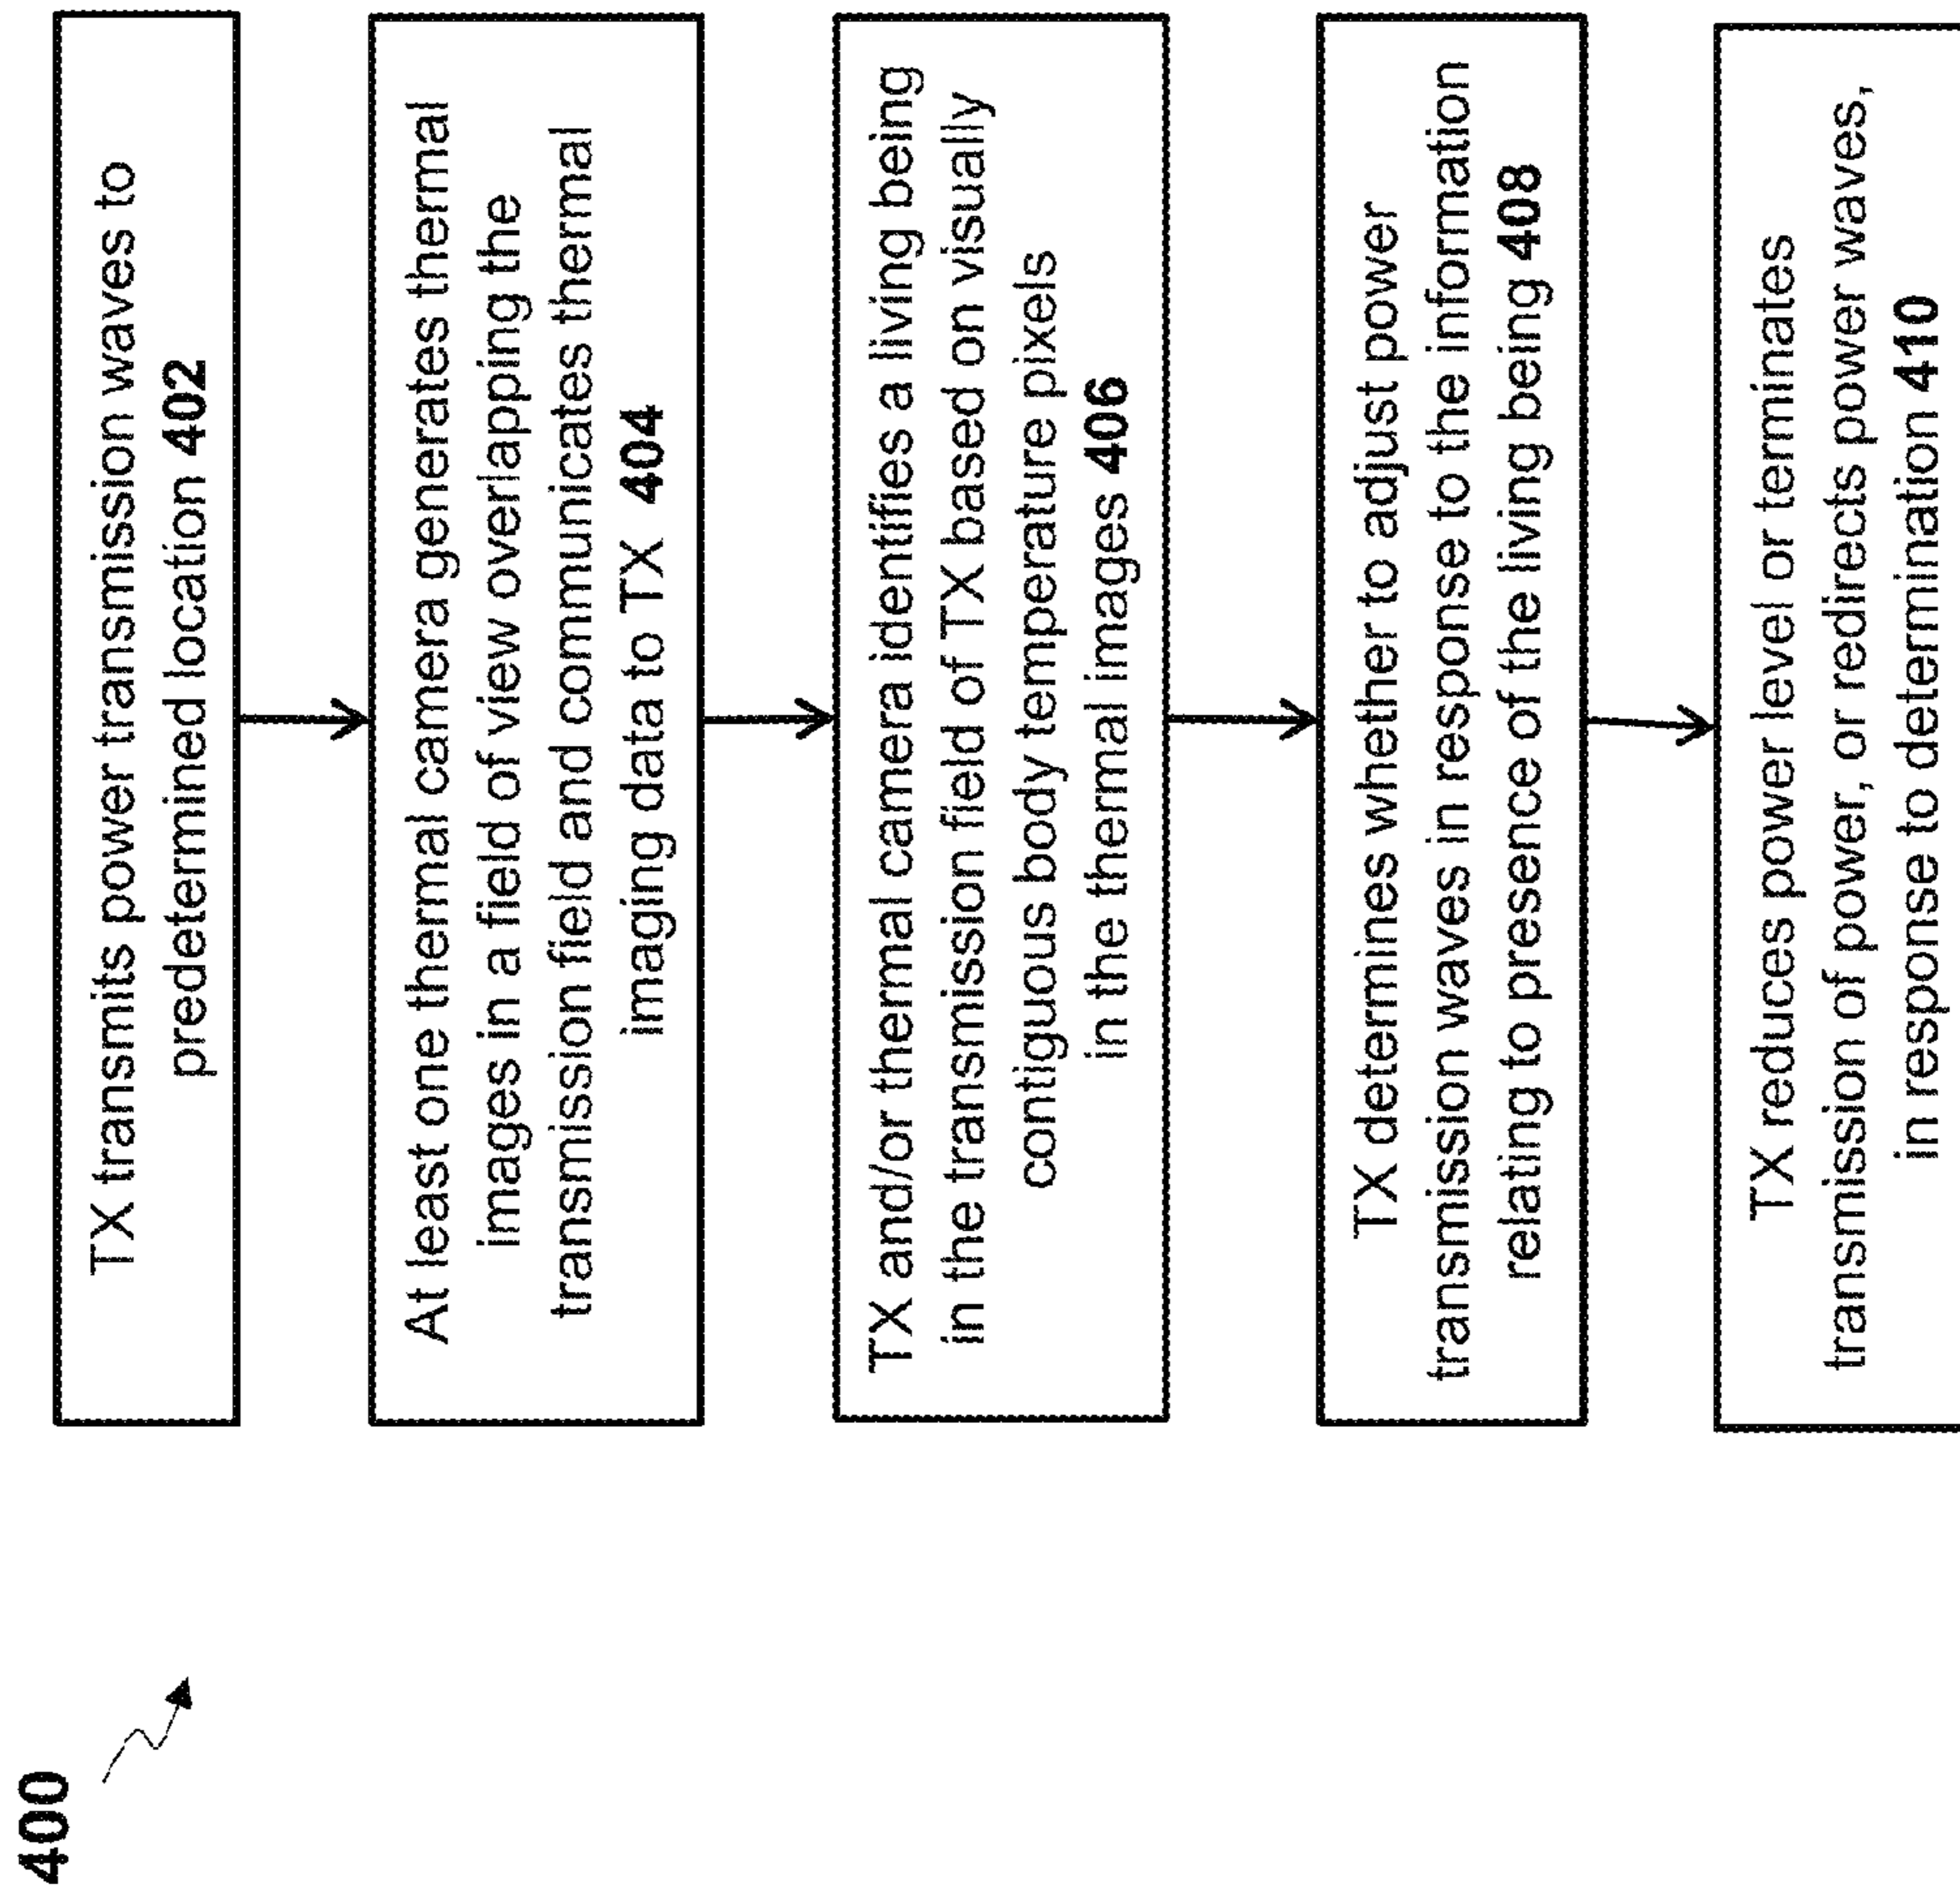 400
TX transmits power transmission waves to
predetermined location 402
At least one thermal camera generates thermal
images in a field of view overlapping the
transmission field and communicates thermal
imaging data to TX 404
TX and/or thermal camera identifies a living being
in the transmission field of TX based on visually
contiguous body temperature pixels
in the thermal images 406
TX determines whether to adjust power
transmission waves in response to the information
relating to presence of the living being 408
TX reduces power level or terminates
transmission of power, or redirects power waves,
in response to determination 410